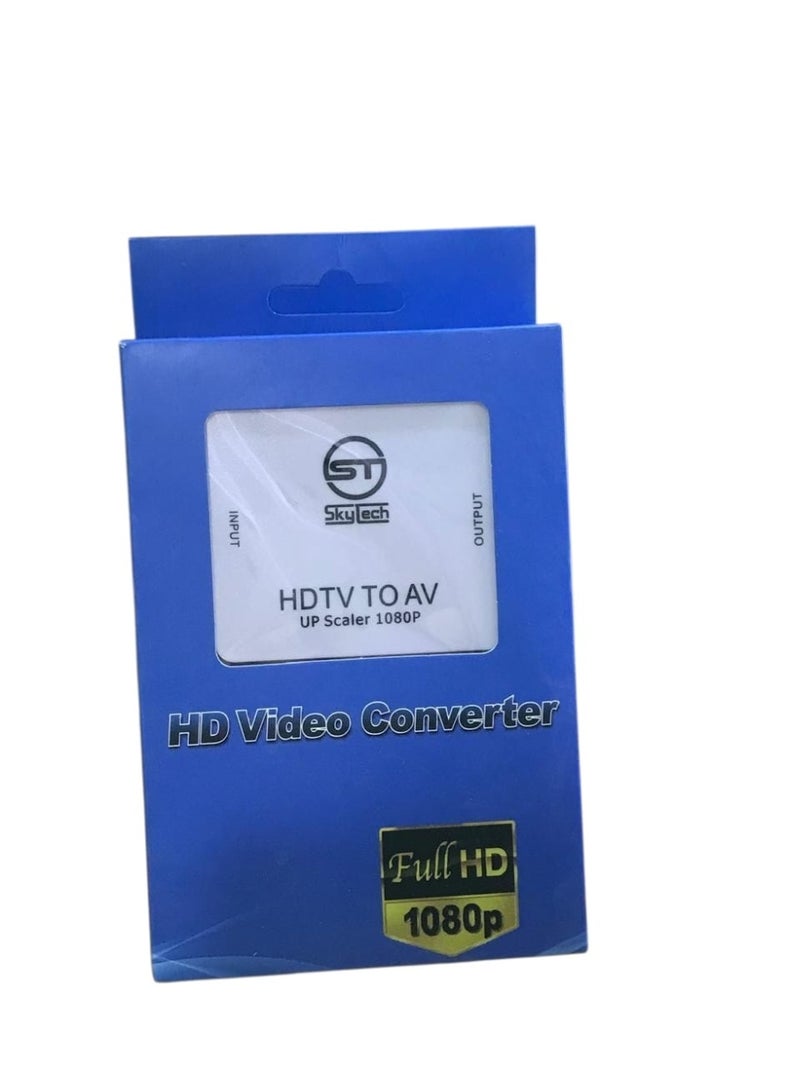 ST
SkyTech
INPUT
OUTPUT
HDTV TO AV
UP Scaler 1080P
HD Video Converter
Full HD
1080p